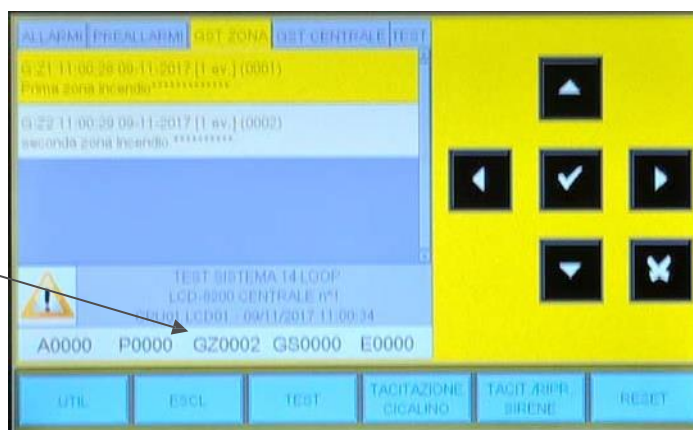 ALLARMI PREALLARMI GST ZONA GST CENTRALE TEST
G:Z1 11:00:28 09-11-2017 [1 ev.] (0001)
Prima zona incendio*************
G:Z2 11:00:29 09-11-2017 [1 ev.] (0002)
seconda zona Incendio **********
TEST SISTEMA 14 LOOP
LCD-8200 CENTRALE n°1
LCD01 - 09/11/2017 11:00:34
A0000 P0000 GZ0002 GS0000 E0000
UTIL. ESCL. TEST TACITAZIONE CICALINO TACIT./RIPR. SIRENE RESET